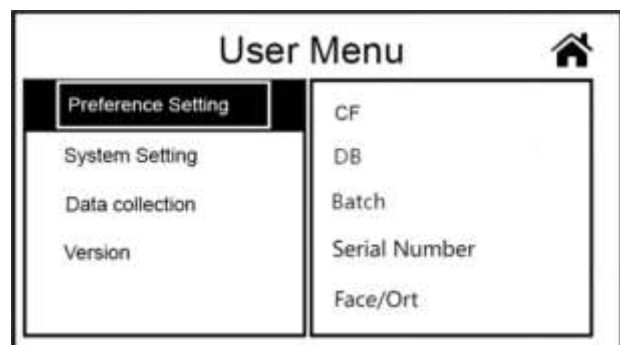 User Menu
Preference Setting
System Setting
Data collection
Version
CF
DB
Batch
Serial Number
Face/Ort